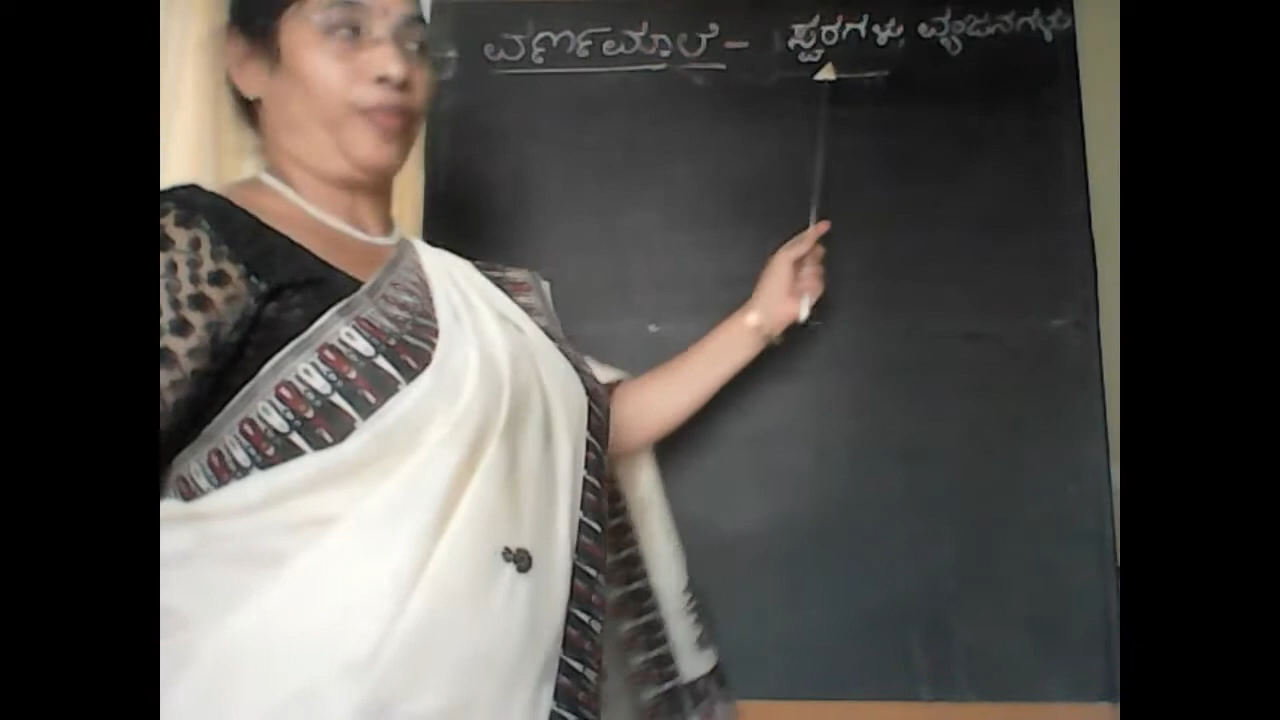 ವರ್ಣಮಾಲೆ - ಸ್ವರಗಳು, ವ್ಯಂಜನಗಳು